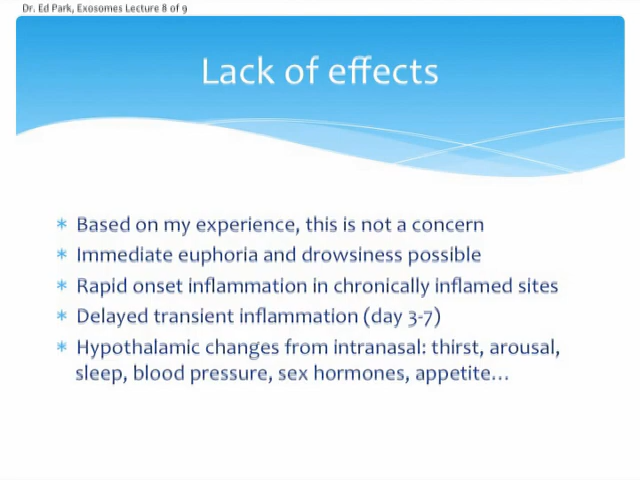 Dr. Ed Park, Exosomes Lecture 8 of 9
Lack of effects
* Based on my experience, this is not a concern
* Immediate euphoria and drowsiness possible
* Rapid onset inflammation in chronically inflamed sites
* Delayed transient inflammation (day 3-7)
* Hypothalamic changes from intranasal: thirst, arousal,
sleep, blood pressure, sex hormones, appetite...